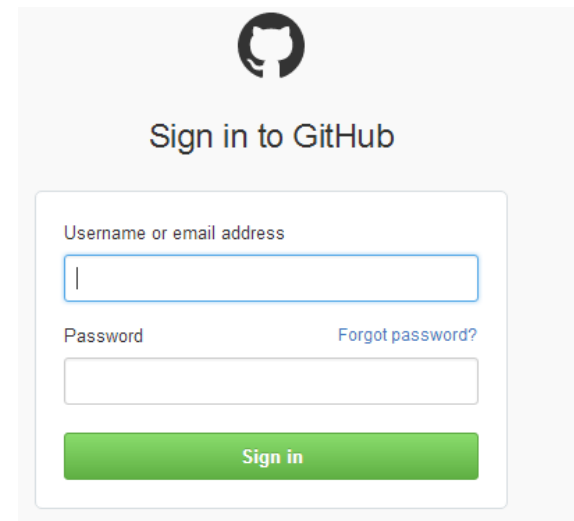 Sign in to GitHub
Username or email address
Password Forgot password?
Sign in